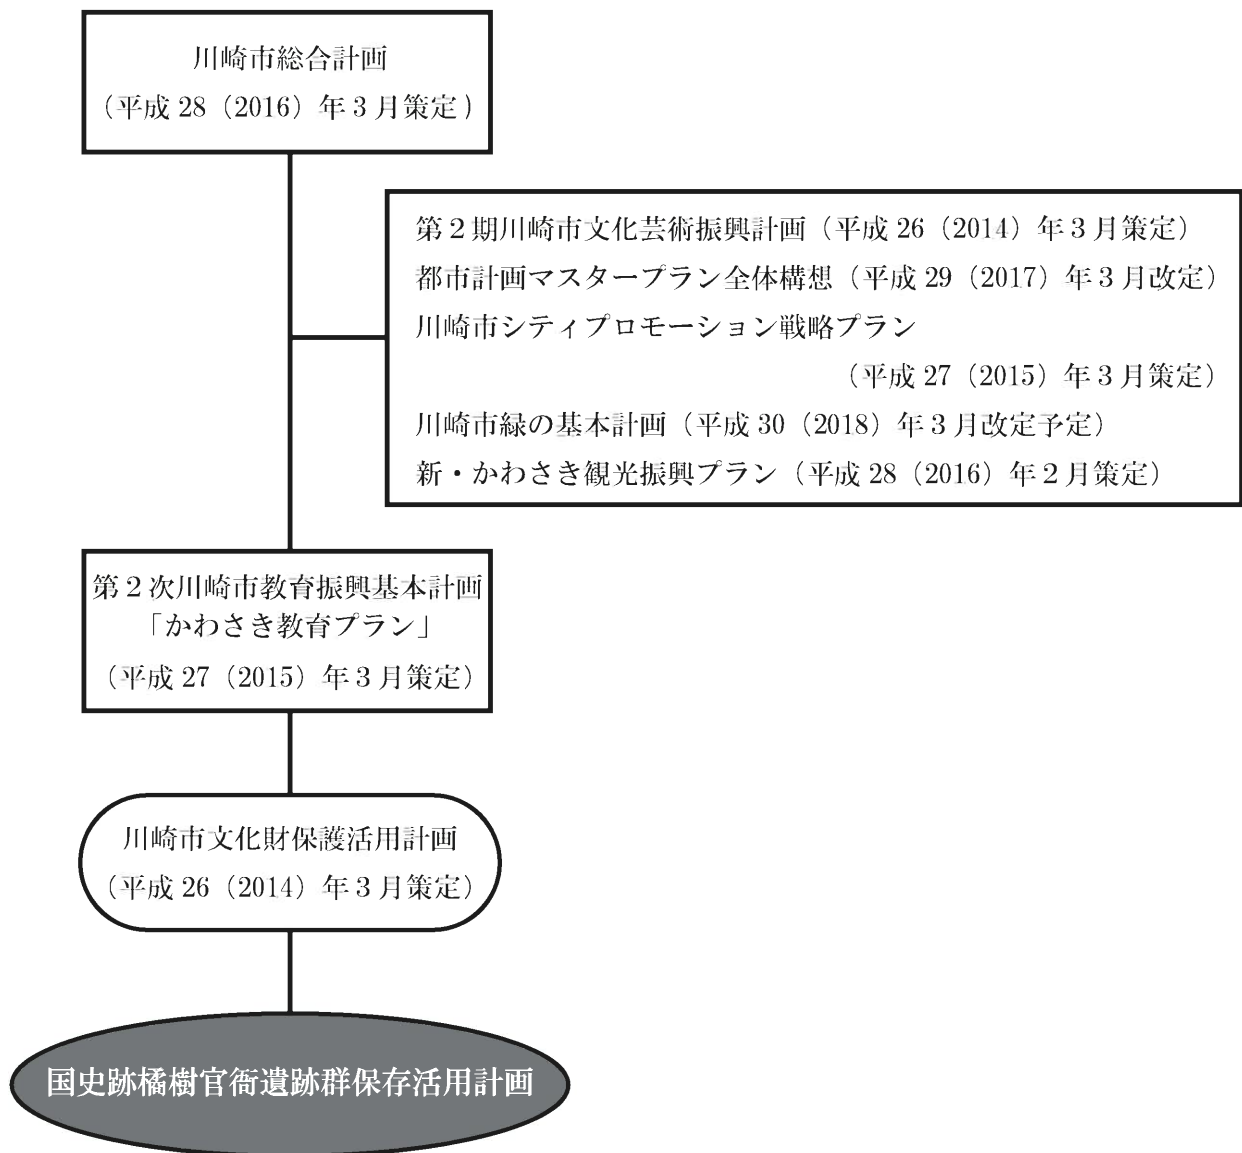 川崎市総合計画
（平成 28（2016）年３月策定）
第２期川崎市文化芸術振興計画（平成 26（2014）年３月策定）
都市計画マスタープラン全体構想（平成 29（2017）年３月改定）
川崎市シティプロモーション戦略プラン
（平成 27（2015）年３月策定）
川崎市緑の基本計画（平成 30（2018）年３月改定予定）
新・かわさき観光振興プラン（平成 28（2016）年２月策定）
第２次川崎市教育振興基本計画
「かわさき教育プラン」
（平成 27（2015）年３月策定）
川崎市文化財保護活用計画
（平成 26（2014）年３月策定）
国史跡橘樹官衙遺跡群保存活用計画